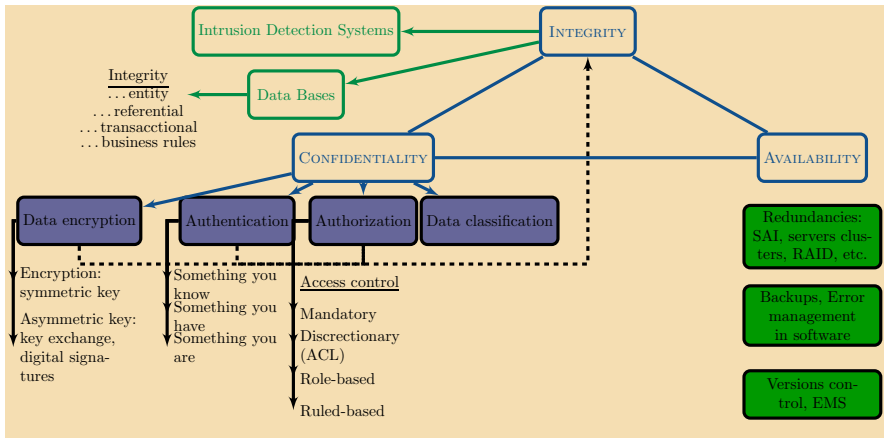 Intrusion Detection Systems
INTEGRITY
Integrity
...entity
...referential
...transacctional
...business rules
Data Bases
CONFIDENTIALITY
AVAILABILITY
Data encryption
Authentication
Authorization
Data classification
Encryption:
symmetric key
Asymmetric key:
key exchange,
digital signa-
tures
Something you
know
Something you
have
Something you
are
Access control
Mandatory
Discrectionary
(ACL)
Role-based
Ruled-based
Redundancies:
SAI, servers clus-
ters, RAID, etc.
Backups, Error
management
in software
Versions con-
trol, EMS